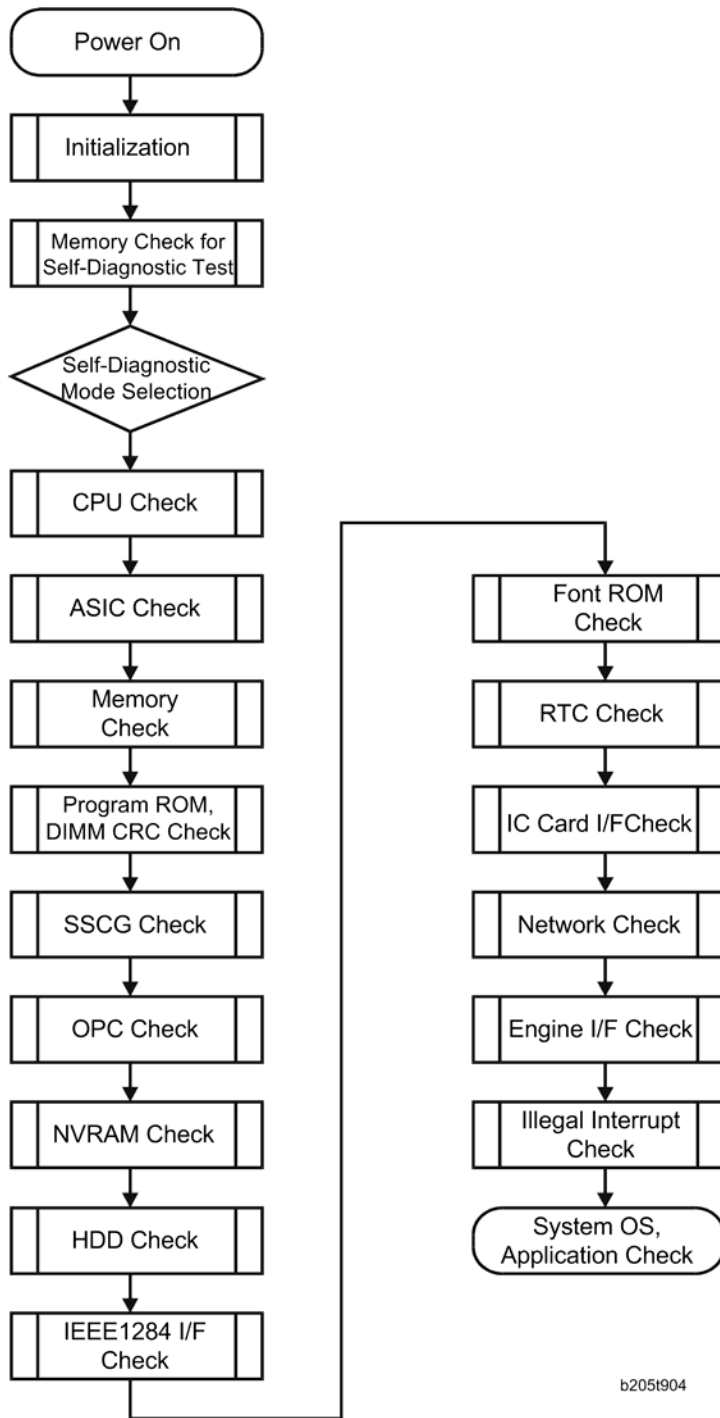 Power On
Initialization
Memory Check for
Self-Diagnostic Test
Self-Diagnostic
Mode Selection
CPU Check
ASIC Check
Memory
Check
Program ROM,
DIMM CRC Check
SSCG Check
OPC Check
NVRAM Check
HDD Check
IEEE1284 I/F
Check
Font ROM
Check
RTC Check
IC Card I/FCheck
Network Check
Engine I/F Check
Illegal Interrupt
Check
System OS,
Application Check
b205t904